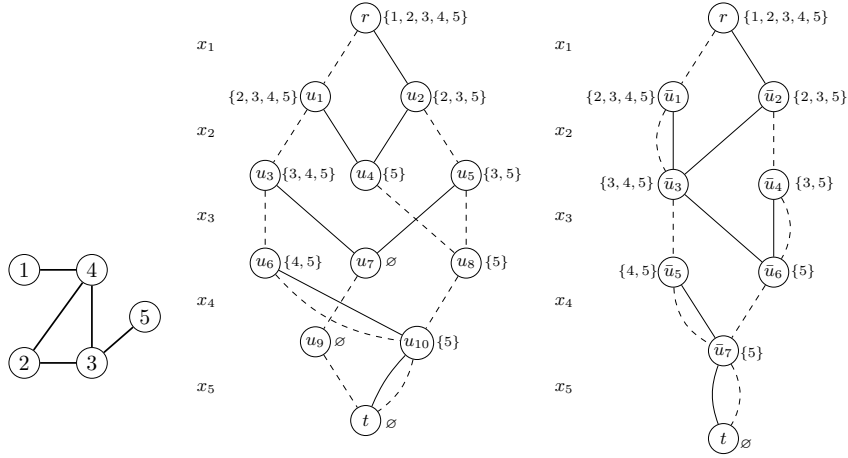 r {1, 2, 3, 4, 5} r {1, 2, 3, 4, 5}
x₁ x₁
{2, 3, 4, 5} u₁ u₂ {2, 3, 5} {2, 3, 4, 5} ū₁ ū₂ {2, 3, 5}
x₂ x₂
u₃ {3, 4, 5} u₄ {5} u₅ {3, 5} {3, 4, 5} ū₃ ū₄ {3, 5}
x₃ x₃
1 4 u₆ {4, 5} u₇ ∅ u₈ {5} {4, 5} ū₅ ū₆ {5}
x₄ x₄
5
2 3 u₉ ∅ u₁₀ {5} ū₇ {5}
x₅ x₅
t ∅ t ∅